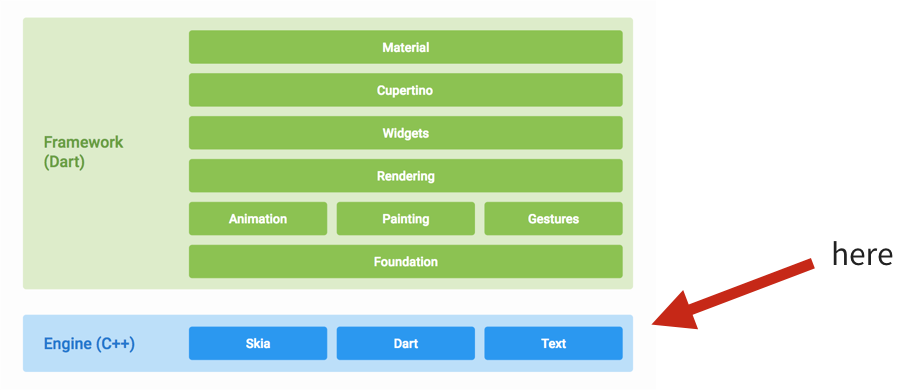 Material
Cupertino
Widgets
Framework
(Dart)
Rendering
Animation Painting Gestures
Foundation
here
Engine (C++) Skia Dart Text